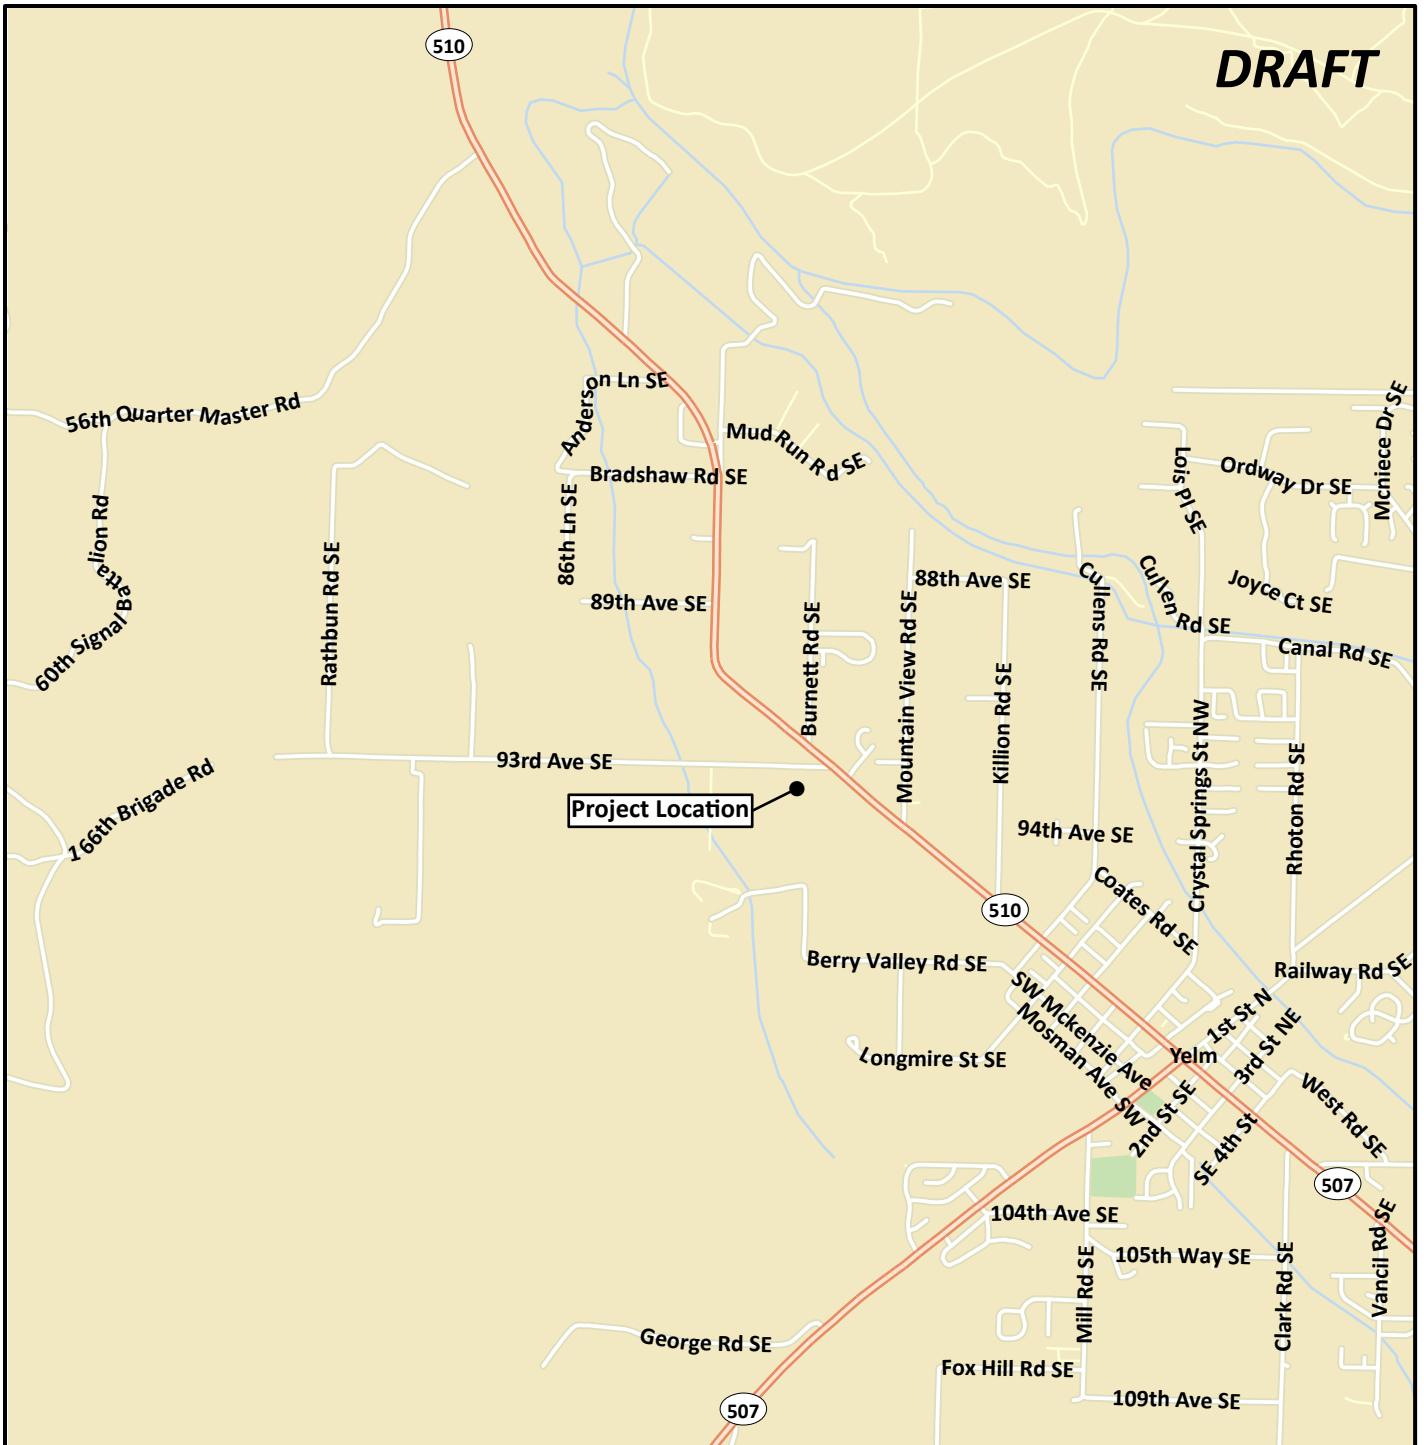 510
DRAFT
56th Quarter Master Rd
Anderson Ln SE
Mud Run Rd SE
Bradshaw Rd SE
86th Ln SE
89th Ave SE
60th Signal Battalion Rd
Rathbun Rd SE
Mcniece Dr SE
Ordway Dr SE
Lois Pl SE
Joyce Ct SE
Cullen Rd SE
Canal Rd SE
Cullens Rd SE
88th Ave SE
Mountain View Rd SE
Burnett Rd SE
Killion Rd SE
Crystal Springs St NW
Rhoton Rd SE
93rd Ave SE
166th Brigade Rd
Project Location
94th Ave SE
Coates Rd SE
510
Berry Valley Rd SE
Railway Rd SE
SW Mckenzie Ave
Mosman Ave SW
1st St N
3rd St NE
Longmire St SE
Yelm
2nd St SE
SE 4th St
West Rd SE
507
104th Ave SE
105th Way SE
Mill Rd SE
Clark Rd SE
Vancil Rd SE
George Rd SE
Fox Hill Rd SE
109th Ave SE
507